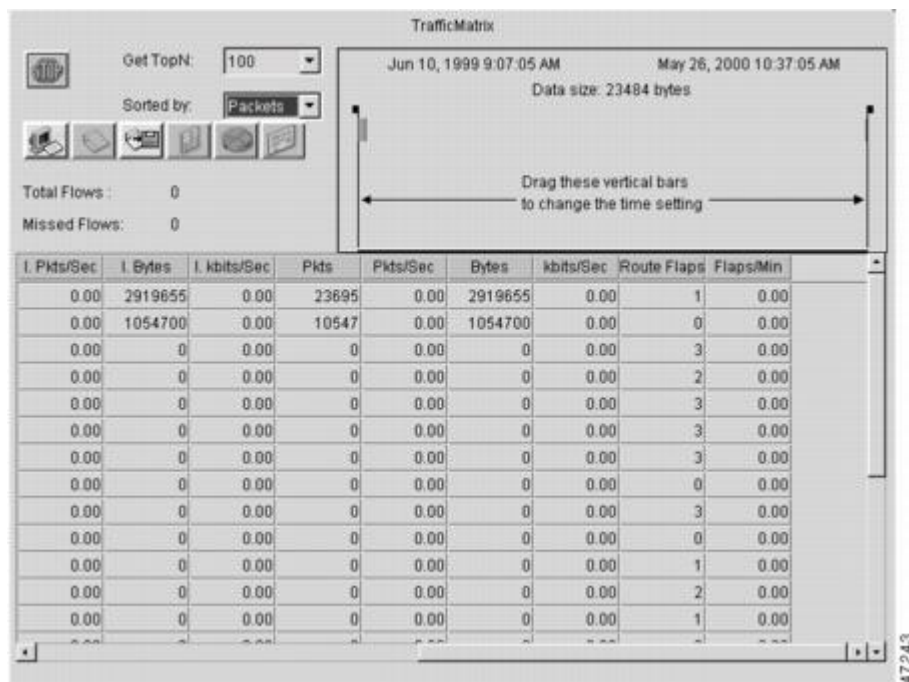 TrafficMatrix
Get TopN: 100
Sorted by: Packets
Total Flows : 0
Missed Flows: 0
Jun 10, 1999 9:07:05 AM May 26, 2000 10:37:05 AM
Data size: 23484 bytes
Drag these vertical bars
to change the time setting
I. Pkts/Sec I. Bytes I. kbits/Sec Pkts Pkts/Sec Bytes kbits/Sec Route Flaps Flaps/Min
0.00 2919655 0.00 23695 0.00 2919655 0.00 1 0.00
0.00 1054700 0.00 10547 0.00 1054700 0.00 0 0.00
0.00 0 0.00 0 0.00 0 0.00 3 0.00
0.00 0 0.00 0 0.00 0 0.00 2 0.00
0.00 0 0.00 0 0.00 0 0.00 3 0.00
0.00 0 0.00 0 0.00 0 0.00 3 0.00
0.00 0 0.00 0 0.00 0 0.00 3 0.00
0.00 0 0.00 0 0.00 0 0.00 0 0.00
0.00 0 0.00 0 0.00 0 0.00 3 0.00
0.00 0 0.00 0 0.00 0 0.00 0 0.00
0.00 0 0.00 0 0.00 0 0.00 1 0.00
0.00 0 0.00 0 0.00 0 0.00 2 0.00
0.00 0 0.00 0 0.00 0 0.00 1 0.00
47243